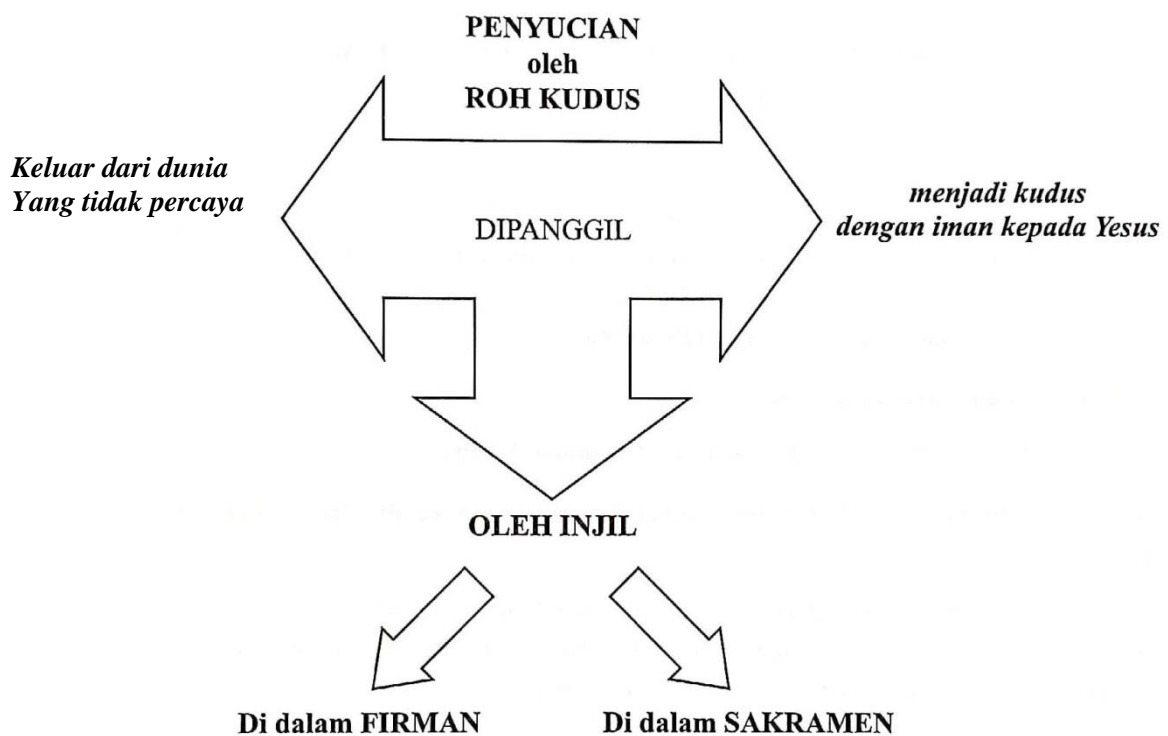 PENYUCIAN
oleh
ROH KUDUS
Keluar dari dunia
Yang tidak percaya
DIPANGGIL
menjadi kudus
dengan iman kepada Yesus
OLEH INJIL
Di dalam FIRMAN
Di dalam SAKRAMEN